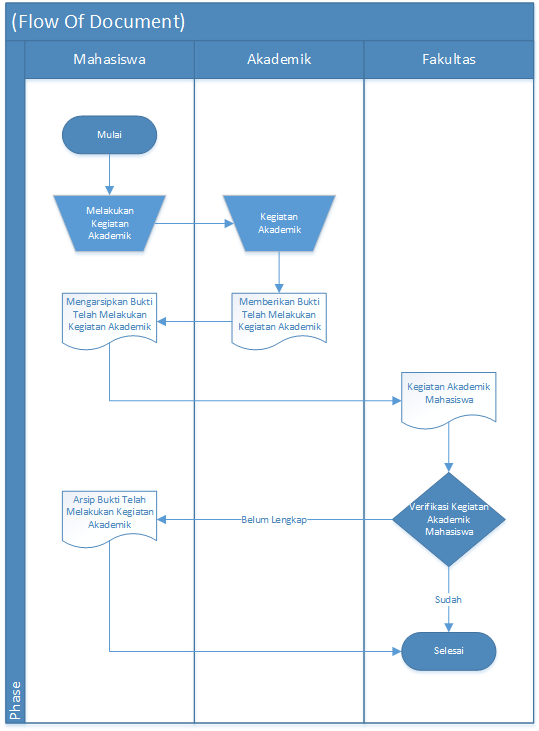 (Flow Of Document)
Mahasiswa
Akademik
Fakultas
Mulai
Melakukan
Kegiatan
Akademik
Kegiatan
Akademik
Mengarsipkan Bukti
Telah Melakukan
Kegiatan Akademik
Memberikan Bukti
Telah Melakukan
Kegiatan Akademik
Kegiatan Akademik
Mahasiswa
Arsip Bukti Telah
Melakukan Kegiatan
Akademik
Belum Lengkap
Verifikasi Kegiatan
Akademik
Mahasiswa
Sudah
Selesai
Phase